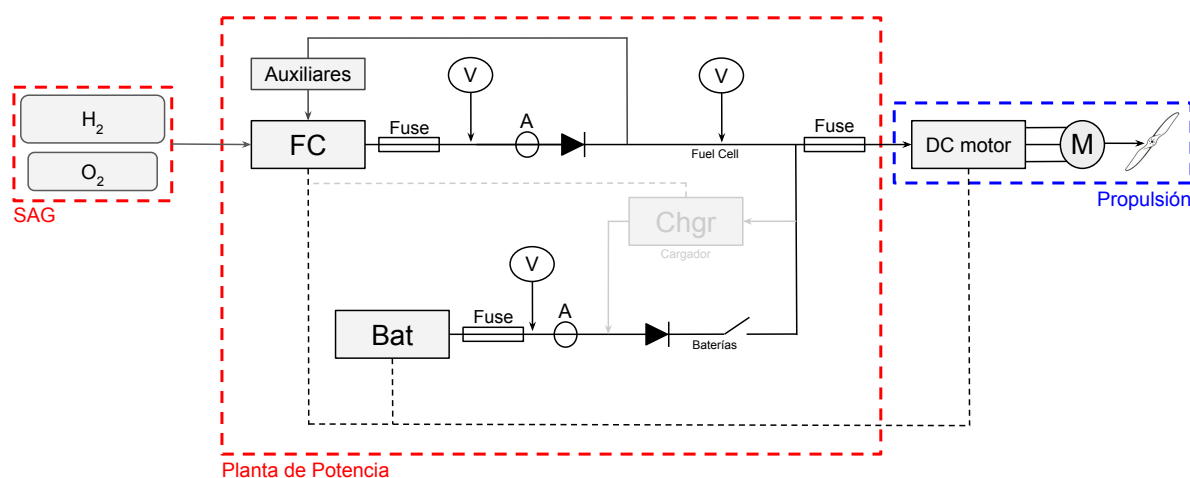 Auxiliares
V
V
H2
O2
SAG
FC
Fuse
A
Fuel Cell
Fuse
DC motor
M
Propulsión
Chgr
Cargador
V
Bat
Fuse
A
Baterías
Planta de Potencia